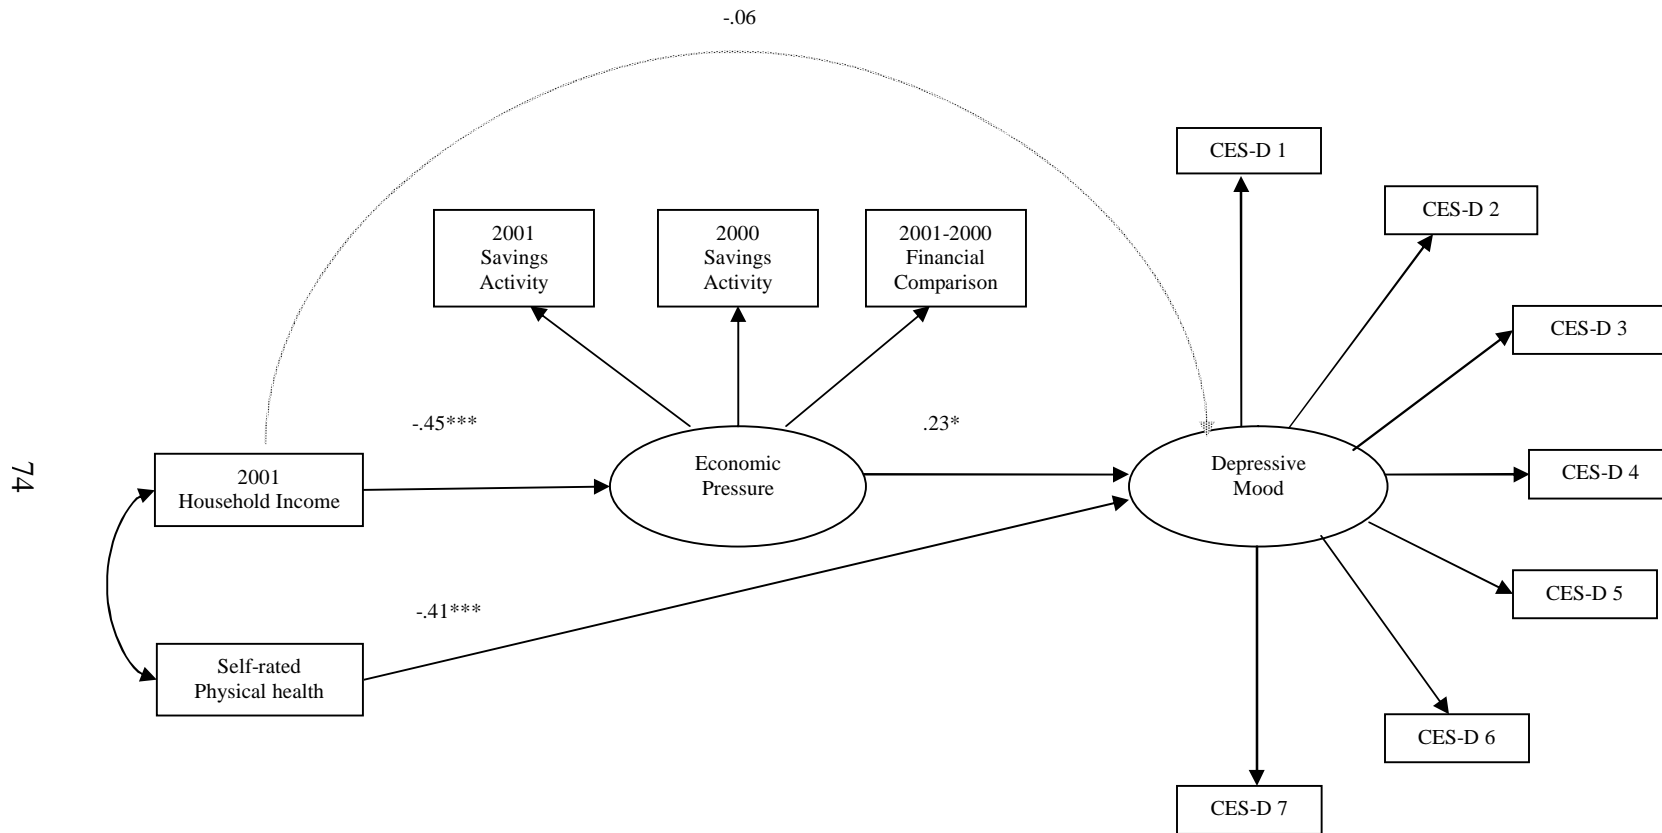 -.06
CES-D 1
CES-D 2
2001
Savings
Activity
2000
Savings
Activity
2001-2000
Financial
Comparison
CES-D 3
-.45***
.23*
2001
Household Income
Economic
Pressure
Depressive
Mood
CES-D 4
74
CES-D 5
-.41***
Self-rated
Physical health
CES-D 6
CES-D 7